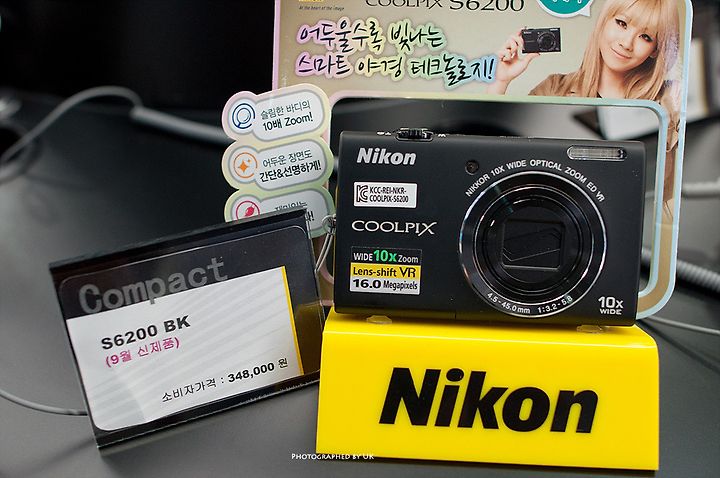 COOLPIX S6200
어두울수록 빛나는
스마트 야경 테크놀로지!
슬림한 바디의
10배 Zoom!
어두운 장면도
간단&선명하게!
Nikon
NIKKOR 10X WIDE OPTICAL ZOOM ED VR
KCC-REI-NKR-
COOLPIX-S6200
COOLPIX
WIDE 10x Zoom
Lens-shift VR
16.0 Megapixels
4.5-45.0mm 1:3.2-5.8
10x
WIDE
Compact
S6200 BK
(9월 신제품)
소비자가격 : 348,000 원
Nikon
PHOTOGRAPHED BY UK